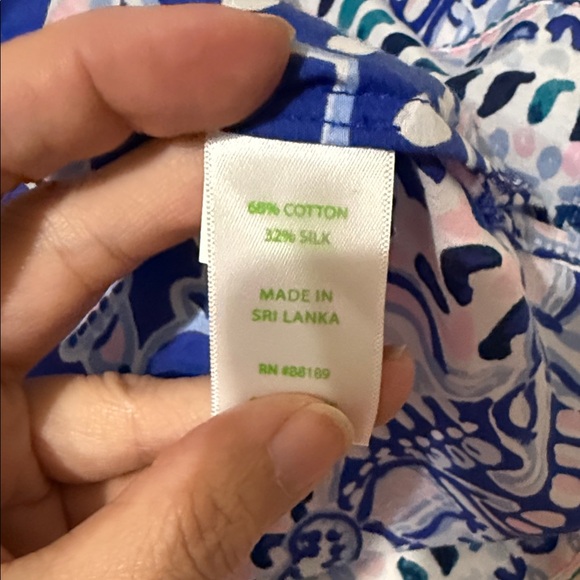 68% COTTON
32% SILK
MADE IN
SRI LANKA
RN #88189